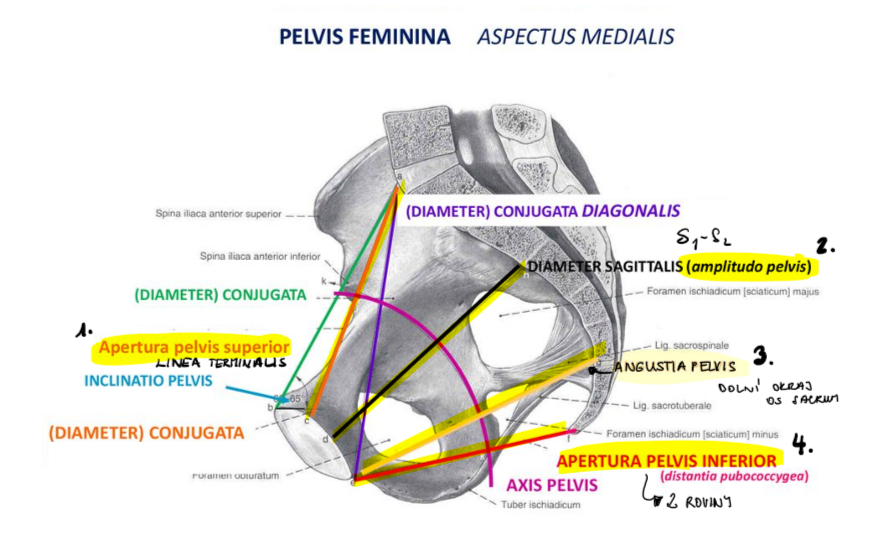 PELVIS FEMININA ASPECTUS MEDIALIS
a
(DIAMETER) CONJUGATA DIAGONALIS
Spina iliaca anterior superior
S1-S2
2.
Spina iliaca anterior inferior
DIAMETER SAGITTALIS (amplitudo pelvis)
k
(DIAMETER) CONJUGATA
Foramen ischiadicum [sciaticum] majus
1.
Apertura pelvis superior
LINEA TERMINALIS
Lig. sacrospinale
3.
ANGUSTIA PELVIS
INCLINATIO PELVIS
DOLNÍ OKRAJ
OS SACRUM
65
b
c
Lig. sacrotuberale
(DIAMETER) CONJUGATA
d
f
Foramen ischiadicum [sciaticum] minus
4.
APERTURA PELVIS INFERIOR
(distantia pubococcygea)
Foramen obturatum
e
AXIS PELVIS
2 ROVINY
Tuber ischiadicum